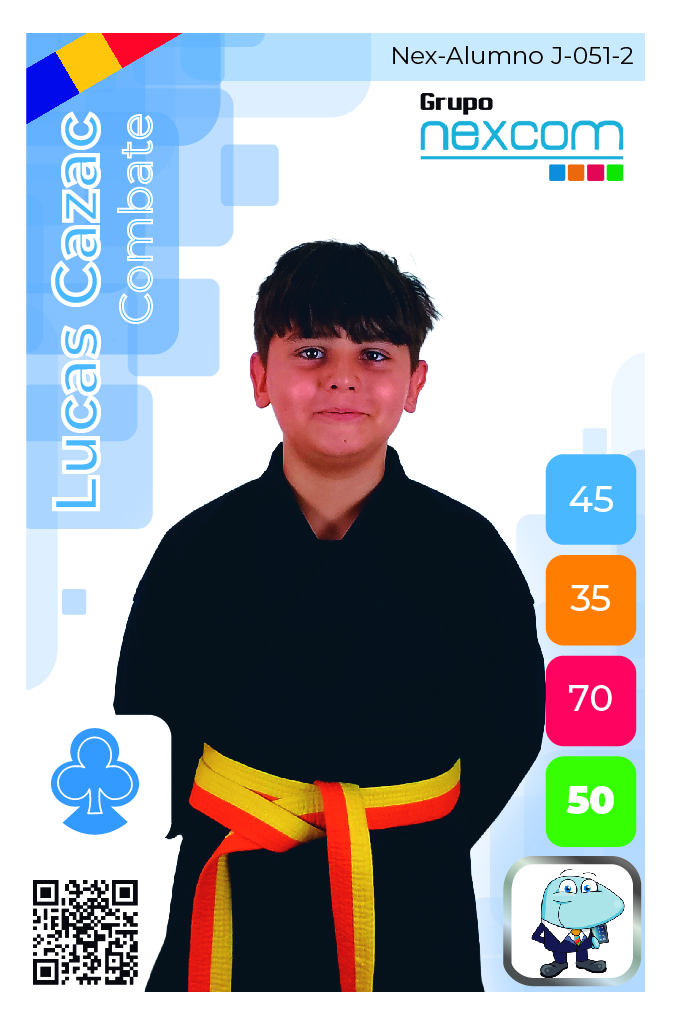 Nex-Alumno J-051-2
Grupo
nexcom
Lucas Cazac
Combate
45
35
70
50